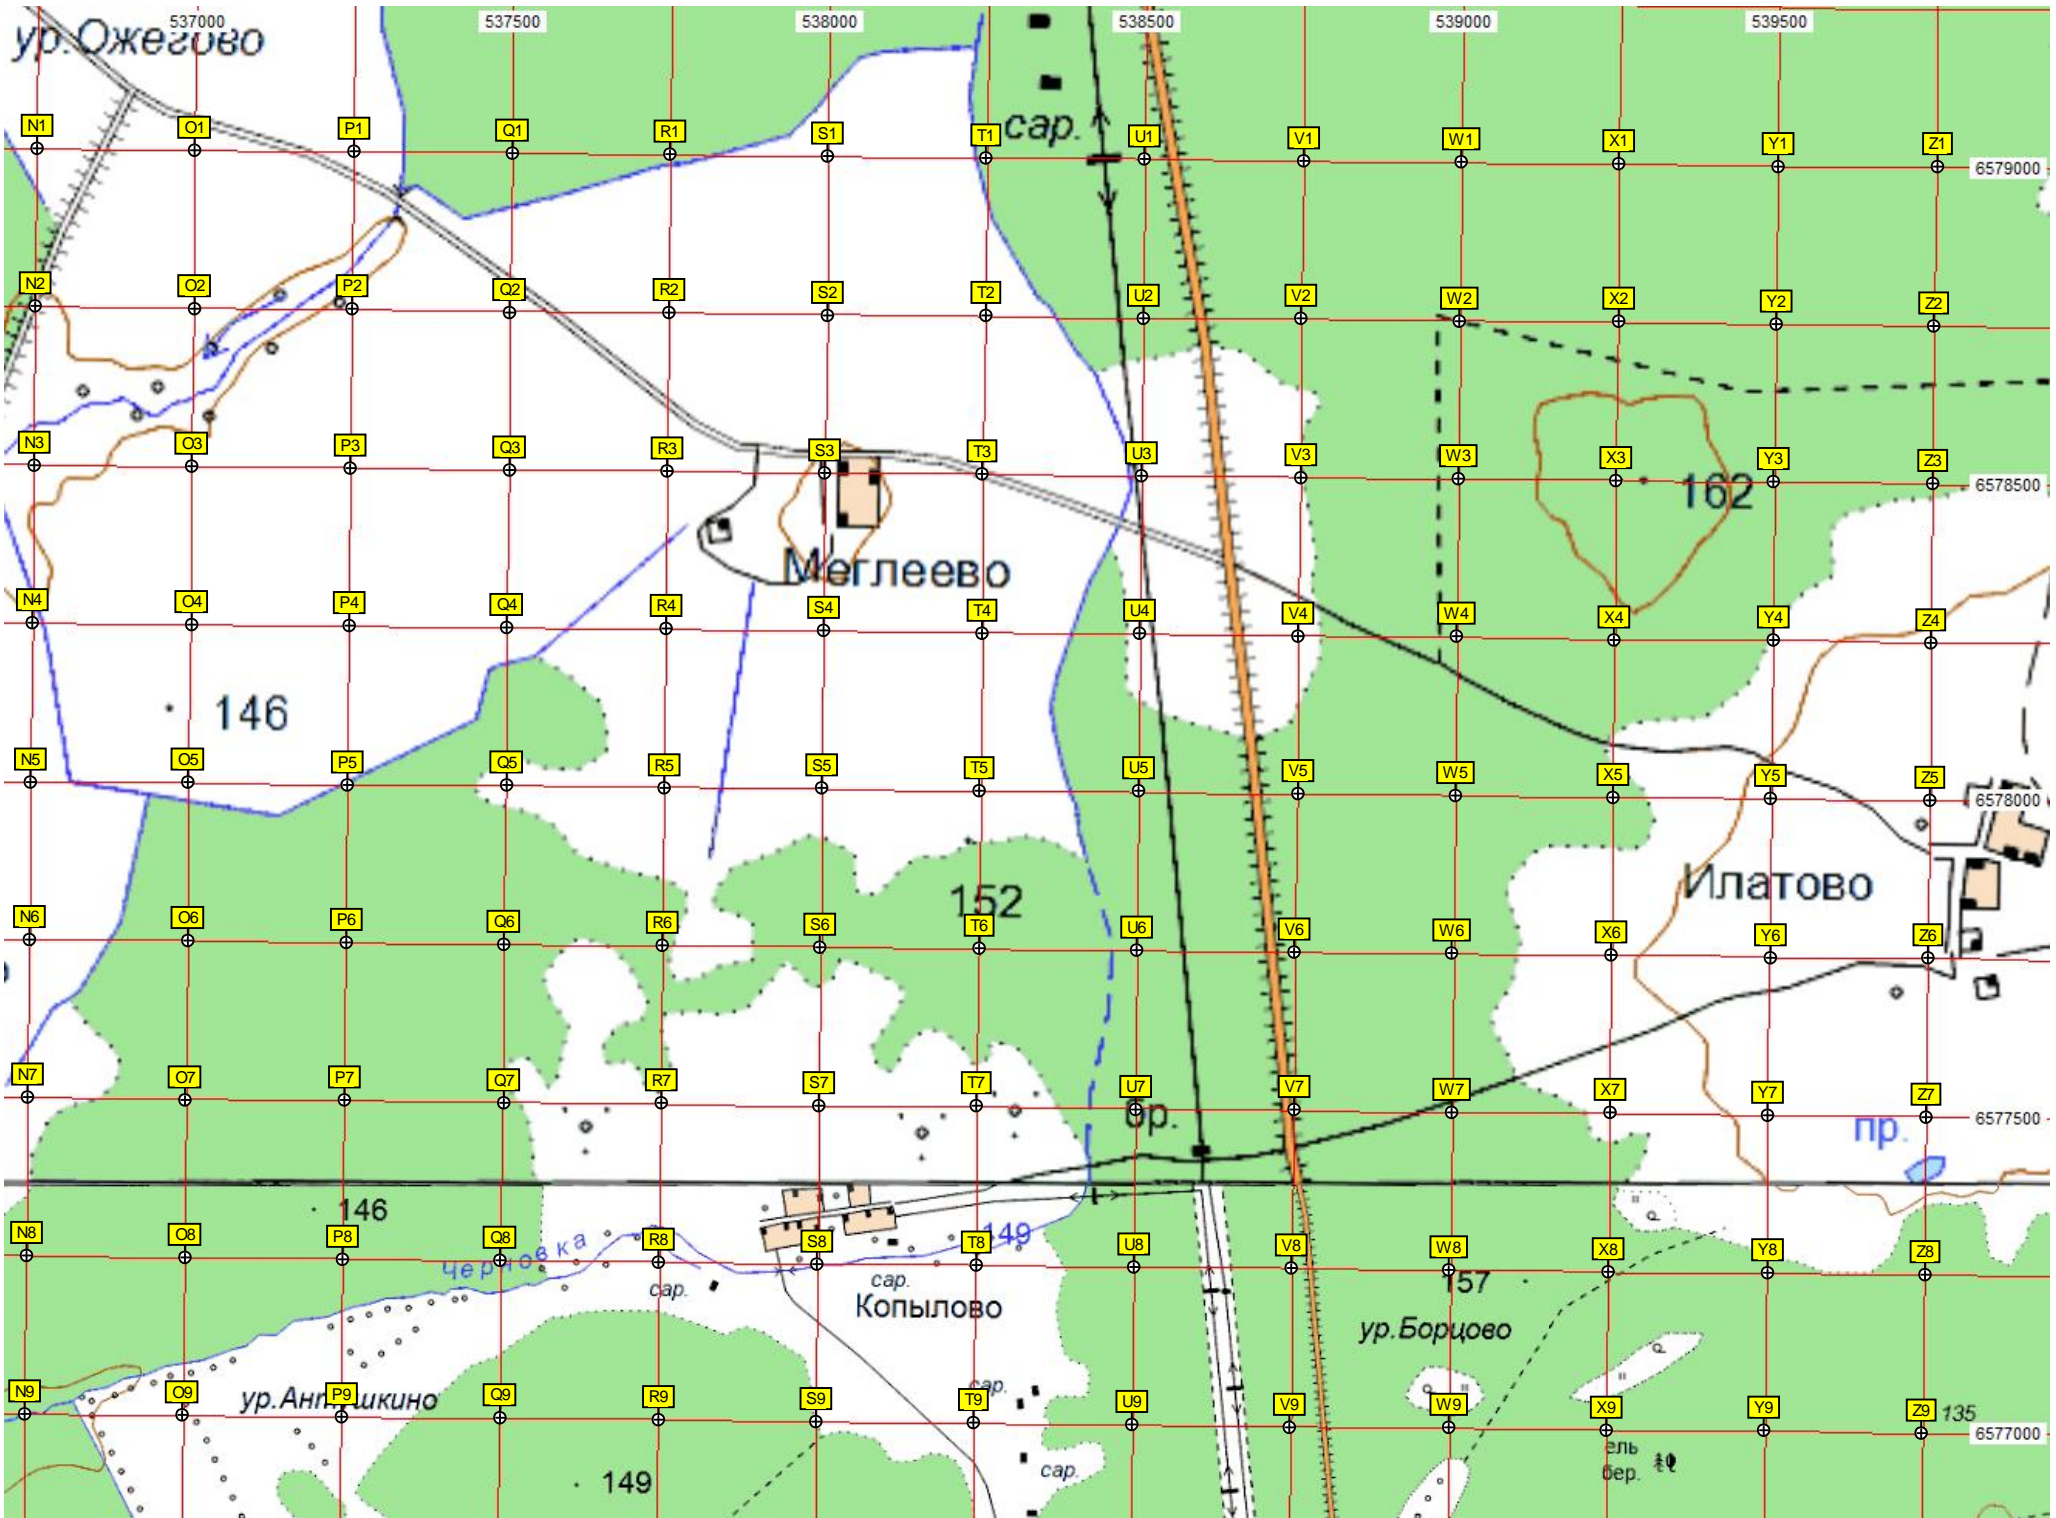 537000 537500 538000 538500 539000 539500
ур.Ожегово
сар.
N1 O1 P1 Q1 R1 S1 T1 U1 V1 W1 X1 Y1 Z1
6579000
N2 O2 P2 Q2 R2 S2 T2 U2 V2 W2 X2 Y2 Z2
N3 O3 P3 Q3 R3 S3 T3 U3 V3 W3 X3 Y3 Z3
6578500
162
Меглеево
N4 O4 P4 Q4 R4 S4 T4 U4 V4 W4 X4 Y4 Z4
146
N5 O5 P5 Q5 R5 S5 T5 U5 V5 W5 X5 Y5 Z5
6578000
Илатово
152
N6 O6 P6 Q6 R6 S6 T6 U6 V6 W6 X6 Y6 Z6
N7 O7 P7 Q7 R7 S7 T7 U7 V7 W7 X7 Y7 Z7
6577500
бр.
пр.
146
149
N8 O8 P8 Q8 R8 S8 T8 U8 V8 W8 X8 Y8 Z8
Черновка
сар.
сар.
157
Копылово
ур.Борцово
сар.
N9 O9 P9 Q9 R9 S9 T9 U9 V9 W9 X9 Y9 Z9
ур.Антушкино
135
6577000
ель
бер.
сар.
149